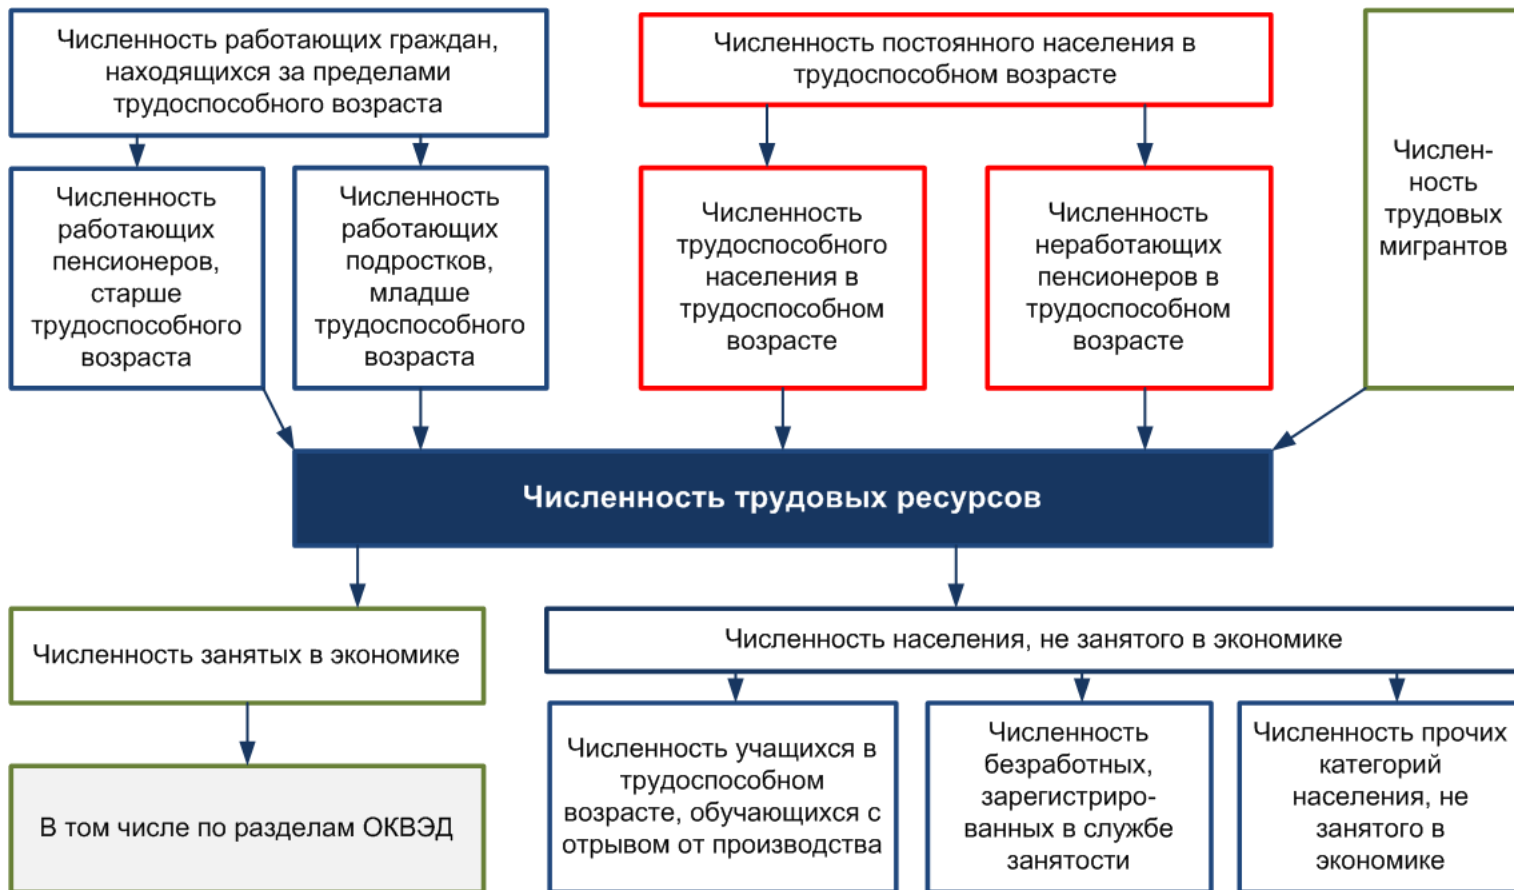 Численность работающих граждан,
находящихся за пределами
трудоспособного возраста
Численность постоянного населения в
трудоспособном возрасте
Числен-
ность
трудовых
мигрантов
Численность
работающих
пенсионеров,
старше
трудоспособного
возраста
Численность
работающих
подростков,
младше
трудоспособного
возраста
Численность
трудоспособного
населения в
трудоспособном
возрасте
Численность
неработающих
пенсионеров в
трудоспособном
возрасте
Численность трудовых ресурсов
Численность занятых в экономике
Численность населения, не занятого в экономике
В том числе по разделам ОКВЭД
Численность учащихся в
трудоспособном
возрасте, обучающихся с
отрывом от производства
Численность
безработных,
зарегистриро-
ванных в службе
занятости
Численность прочих
категорий
населения, не
занятого в
экономике